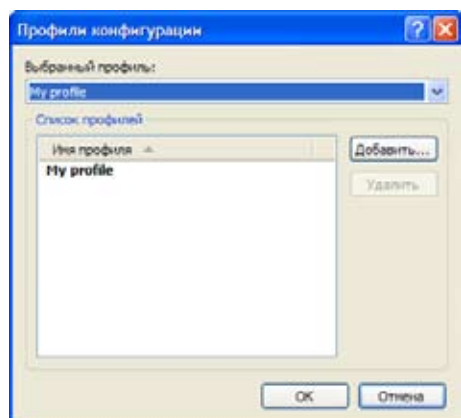 Профили конфигурации
Выбранный профиль:
My profile
Список профилей
Имя профиля
My profile
Добавить...
Удалить
OK
Отмена